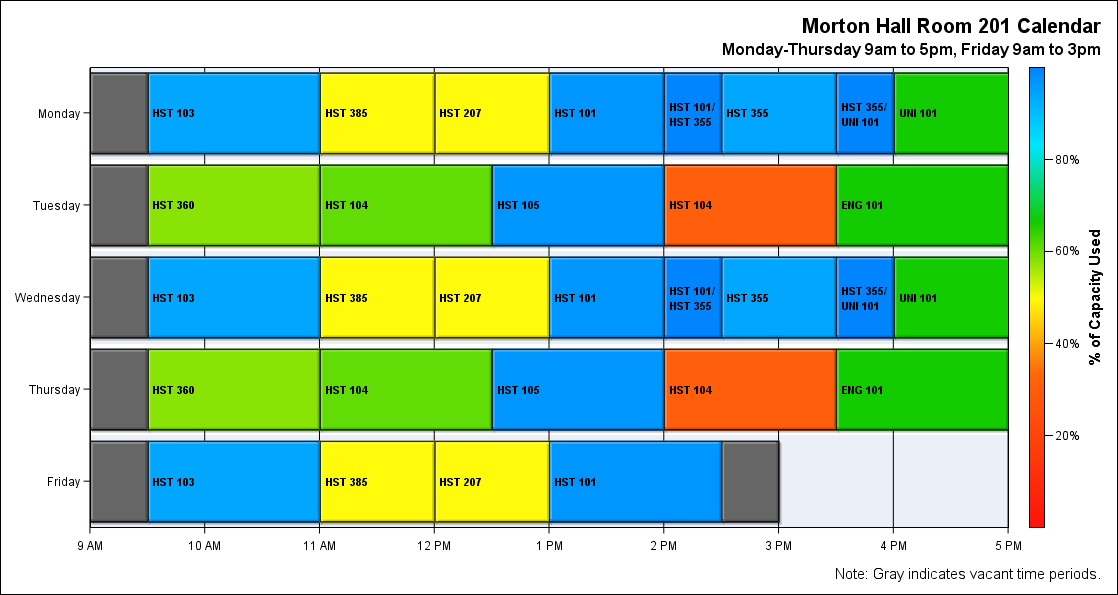 Morton Hall Room 201 Calendar
Monday-Thursday 9am to 5pm, Friday 9am to 3pm
Monday
HST 103
HST 385
HST 207
HST 101
HST 101/
HST 355
HST 355
HST 355/
UNI 101
UNI 101
Tuesday
HST 360
HST 104
HST 105
HST 104
ENG 101
Wednesday
HST 103
HST 385
HST 207
HST 101
HST 101/
HST 355
HST 355
HST 355/
UNI 101
UNI 101
Thursday
HST 360
HST 104
HST 105
HST 104
ENG 101
Friday
HST 103
HST 385
HST 207
HST 101
9 AM
10 AM
11 AM
12 PM
1 PM
2 PM
3 PM
4 PM
5 PM
80%
60%
40%
20%
% of Capacity Used
Note: Gray indicates vacant time periods.